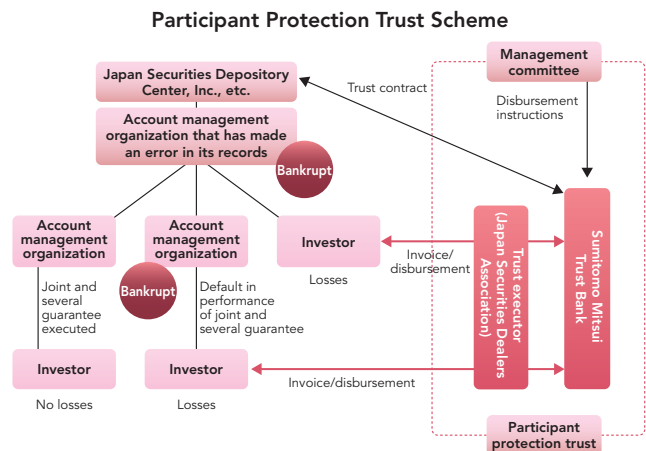 Participant Protection Trust Scheme
Management
committee
Japan Securities Depository
Center, Inc., etc.
Trust contract
Disbursement
instructions
Account management
organization that has made
an error in its records
Bankrupt
Account
management
organization
Account
management
organization
Investor
Losses
Invoice/
disbursement
Trust executor
(Japan Securities Dealers
Association)
Sumitomo Mitsui
Trust Bank
Joint and
several
guarantee
executed
Bankrupt
Default in
performance
of joint and
several guarantee
Investor
No losses
Investor
Losses
Invoice/disbursement
Participant
protection trust